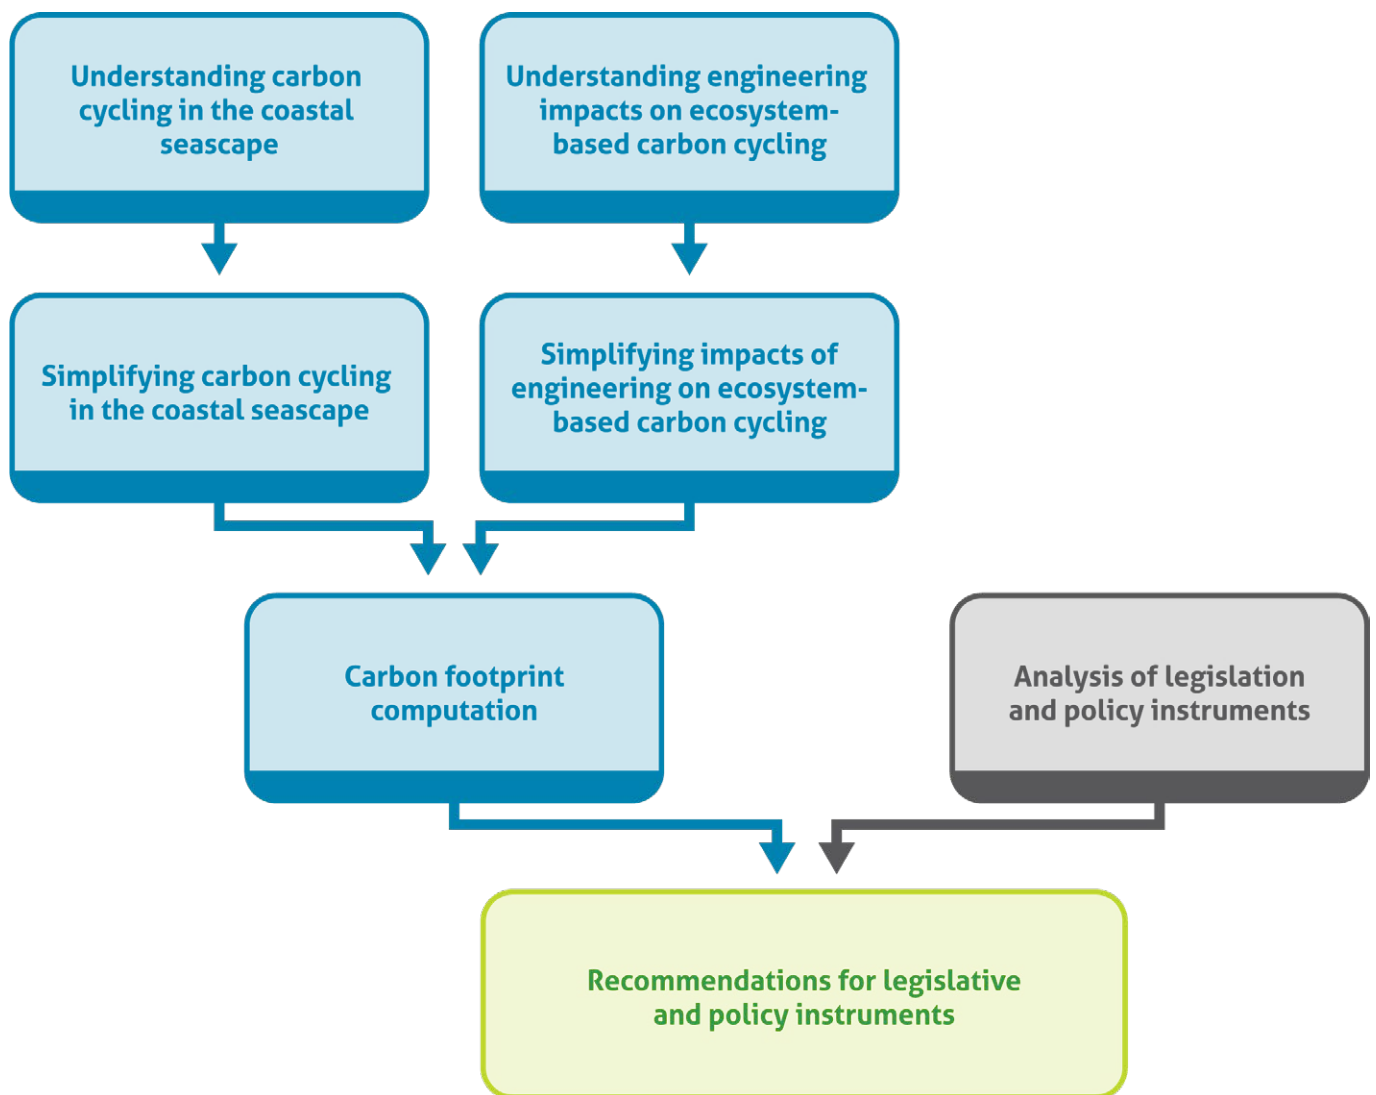 Understanding carbon
cycling in the coastal
seascape
Understanding engineering
impacts on ecosystem-
based carbon cycling
Simplifying carbon cycling
in the coastal seascape
Simplifying impacts of
engineering on ecosystem-
based carbon cycling
Carbon footprint
computation
Analysis of legislation
and policy instruments
Recommendations for legislative
and policy instruments